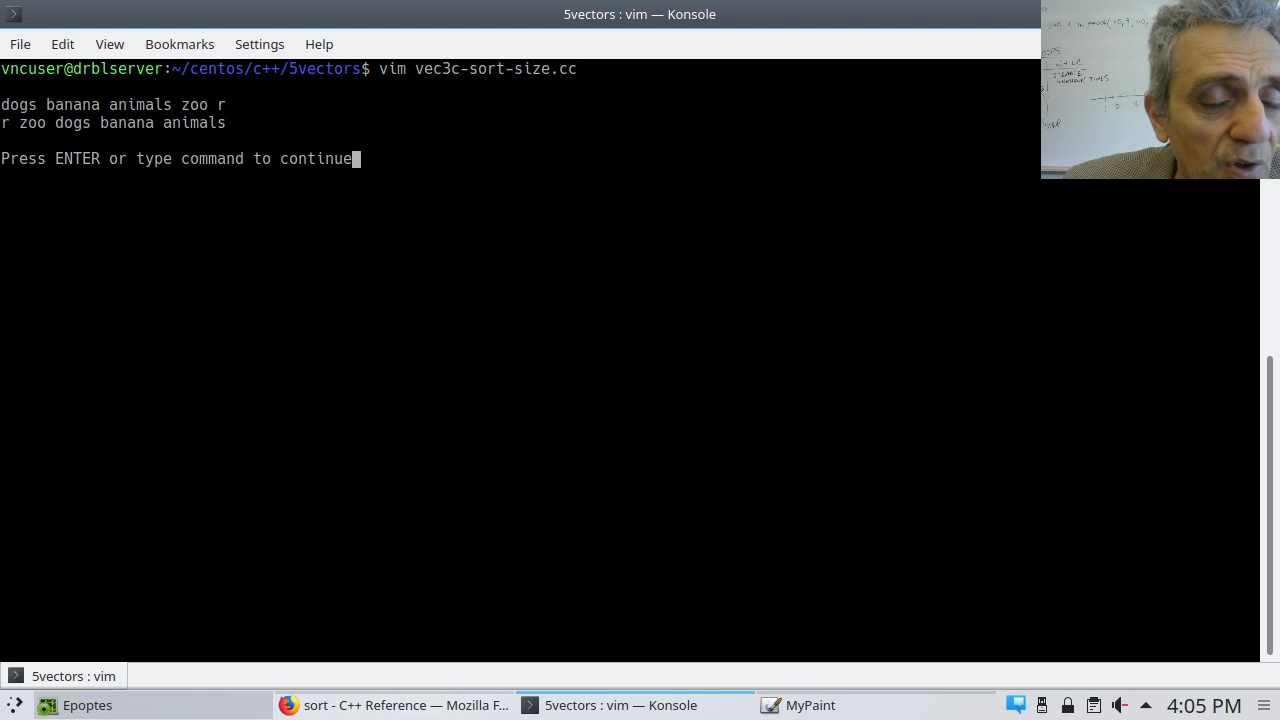 5vectors : vim — Konsole
File Edit View Bookmarks Settings Help
vncuser@drblserver:~/centos/c++/5vectors$ vim vec3c-sort-size.cc
dogs banana animals zoo r
r zoo dogs banana animals
Press ENTER or type command to continue
5vectors : vim
Epoptes
sort - C++ Reference — Mozilla F...
5vectors : vim — Konsole
MyPaint
4:05 PM